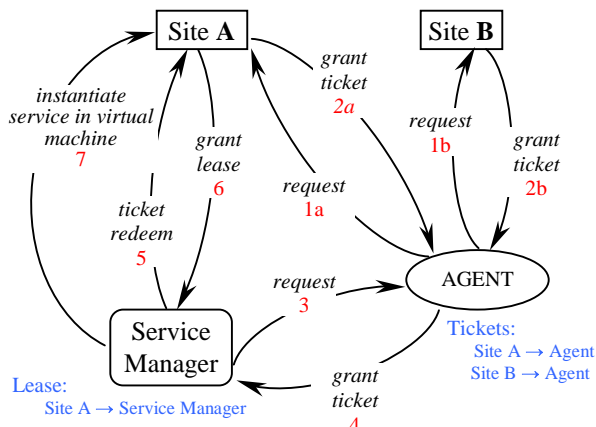 Site A
Site B
grant
ticket
2a
instantiate
service in virtual
machine
7
grant
lease
6
request
1b
grant
ticket
2b
request
1a
ticket
redeem
5
request
3
AGENT
Service
Manager
Tickets:
Site A → Agent
Site B → Agent
Lease:
Site A → Service Manager
grant
ticket
4